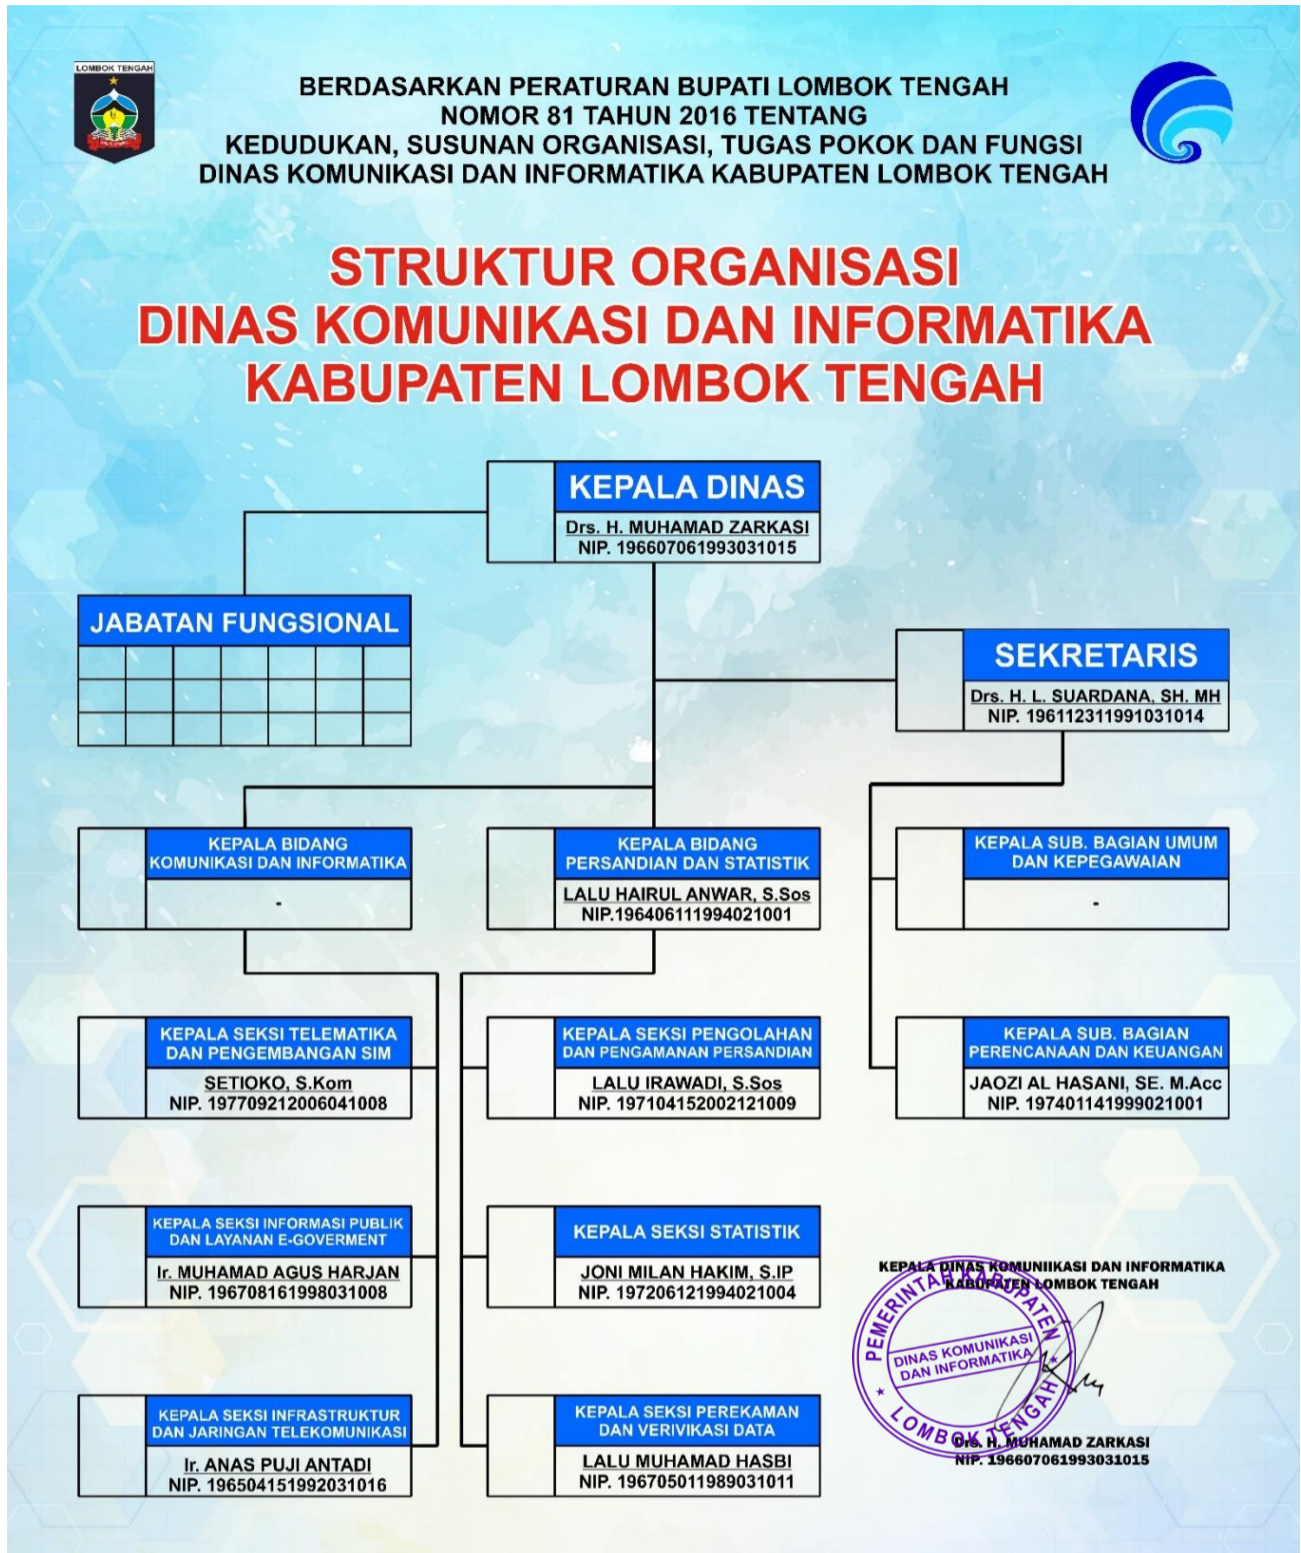 LOMBOK TENGAH
BERDASARKAN PERATURAN BUPATI LOMBOK TENGAH
NOMOR 81 TAHUN 2016 TENTANG
KEDUDUKAN, SUSUNAN ORGANISASI, TUGAS POKOK DAN FUNGSI
DINAS KOMUNIKASI DAN INFORMATIKA KABUPATEN LOMBOK TENGAH
STRUKTUR ORGANISASI
DINAS KOMUNIKASI DAN INFORMATIKA
KABUPATEN LOMBOK TENGAH
KEPALA DINAS
Drs. H. MUHAMAD ZARKASI
NIP. 196607061993031015
JABATAN FUNGSIONAL
SEKRETARIS
Drs. H. L. SUARDANA, SH. MH
NIP. 196112311991031014
KEPALA BIDANG
KOMUNIKASI DAN INFORMATIKA
-
KEPALA BIDANG
PERSANDIAN DAN STATISTIK
LALU HAIRUL ANWAR, S.Sos
NIP.196406111994021001
KEPALA SUB. BAGIAN UMUM
DAN KEPEGAWAIAN
-
KEPALA SEKSI TELEMATIKA
DAN PENGEMBANGAN SIM
SETIOKO, S.Kom
NIP. 197709212006041008
KEPALA SEKSI PENGOLAHAN
DAN PENGAMANAN PERSANDIAN
LALU IRAWADI, S.Sos
NIP. 197104152002121009
KEPALA SUB. BAGIAN
PERENCANAAN DAN KEUANGAN
JAOZI AL HASANI, SE. M.Acc
NIP. 197401141999021001
KEPALA SEKSI INFORMASI PUBLIK
DAN LAYANAN E-GOVERMENT
Ir. MUHAMAD AGUS HARJAN
NIP. 196708161998031008
KEPALA SEKSI STATISTIK
JONI MILAN HAKIM, S.IP
NIP. 197206121994021004
KEPALA SEKSI INFRASTRUKTUR
DAN JARINGAN TELEKOMUNIKASI
Ir. ANAS PUJI ANTADI
NIP. 196504151992031016
KEPALA SEKSI PEREKAMAN
DAN VERIVIKASI DATA
LALU MUHAMAD HASBI
NIP. 196705011989031011
KEPALA DINAS KOMUNIIKASI DAN INFORMATIKA
KABUPATEN LOMBOK TENGAH
PEMERINTAH KABUPATEN
DINAS KOMUNIKASI
DAN INFORMATIKA
LOMBOK TENGAH
Drs. H. MUHAMAD ZARKASI
NIP. 196607061993031015